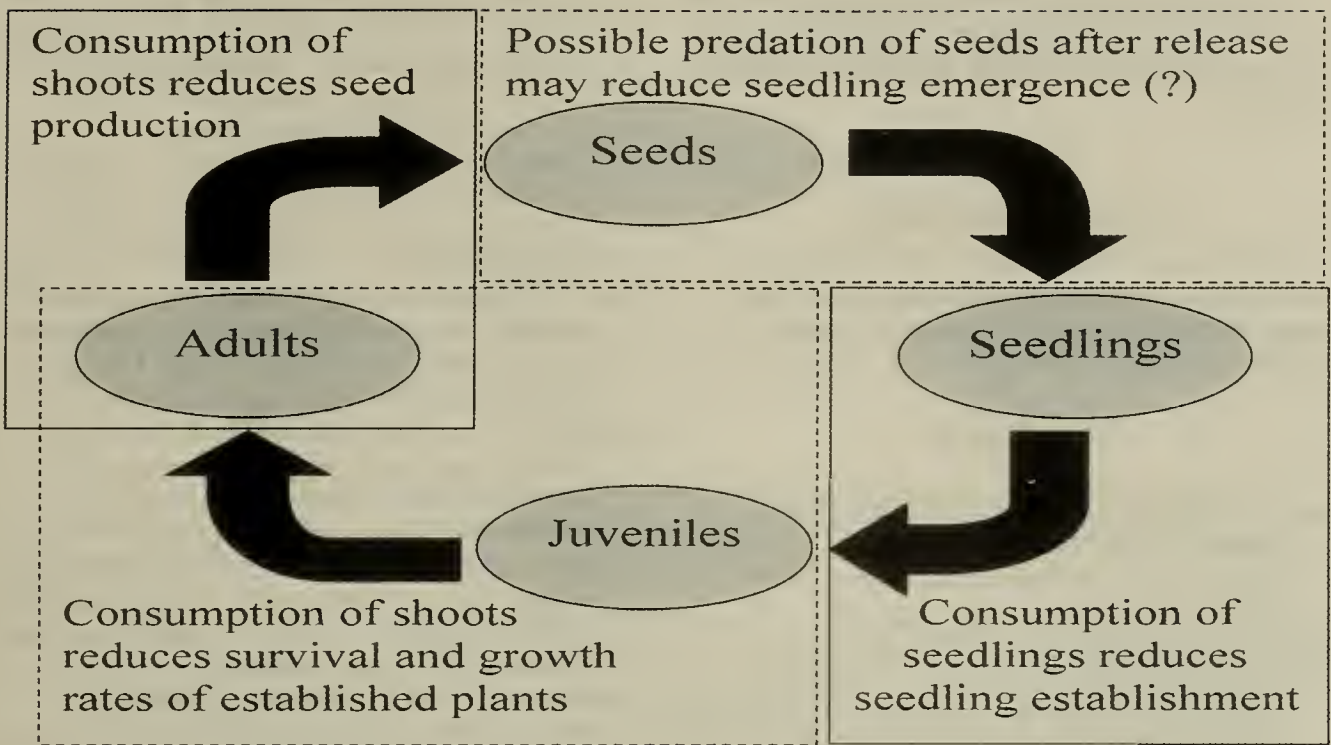 Consumption of
shoots reduces seed
production
Possible predation of seeds after release
may reduce seedling emergence (?)
Seeds
Adults
Seedlings
Juveniles
Consumption of shoots
reduces survival and growth
rates of established plants
Consumption of
seedlings reduces
seedling establishment